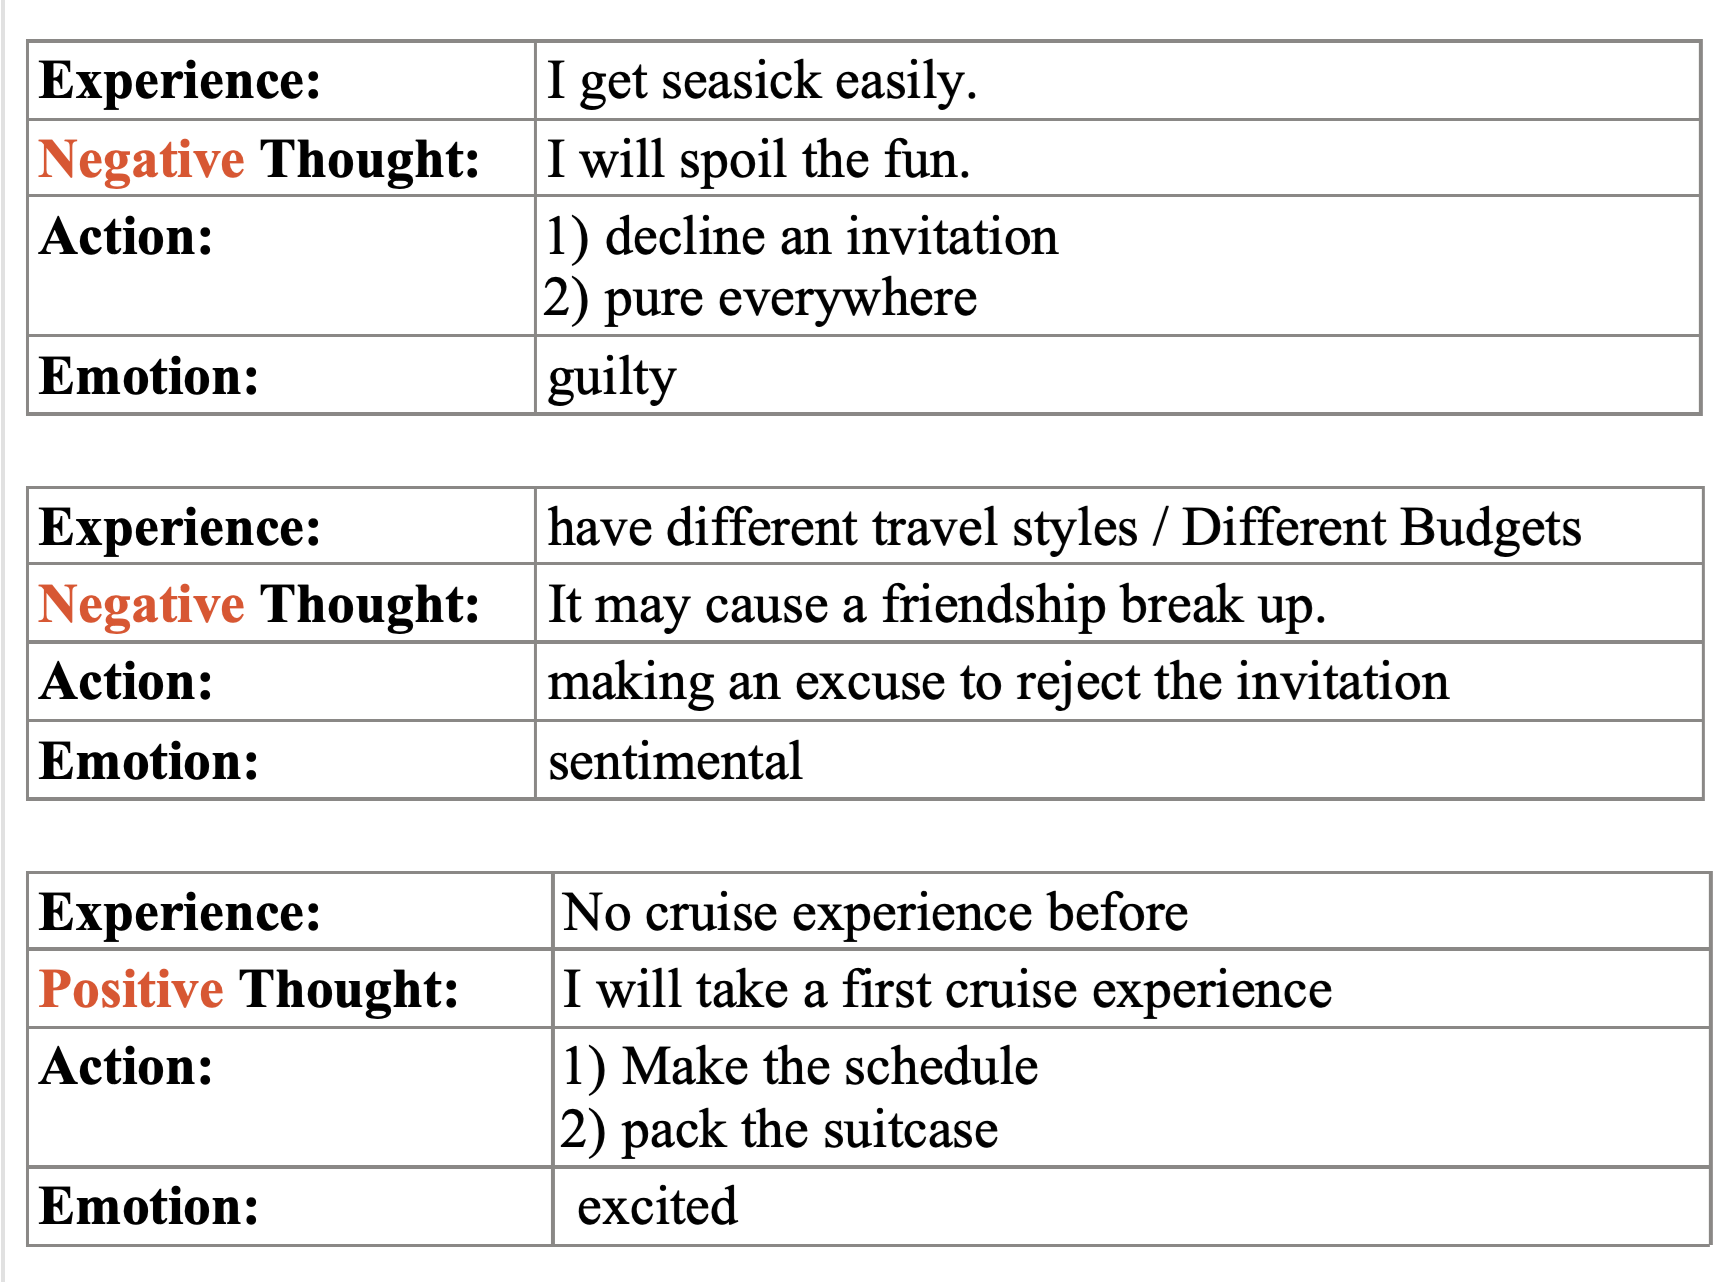 Experience: I get seasick easily.
Negative Thought: I will spoil the fun.
Action: 1) decline an invitation
2) pure everywhere
Emotion: guilty
Experience: have different travel styles / Different Budgets
Negative Thought: It may cause a friendship break up.
Action: making an excuse to reject the invitation
Emotion: sentimental
Experience: No cruise experience before
Positive Thought: I will take a first cruise experience
Action: 1) Make the schedule
2) pack the suitcase
Emotion: excited